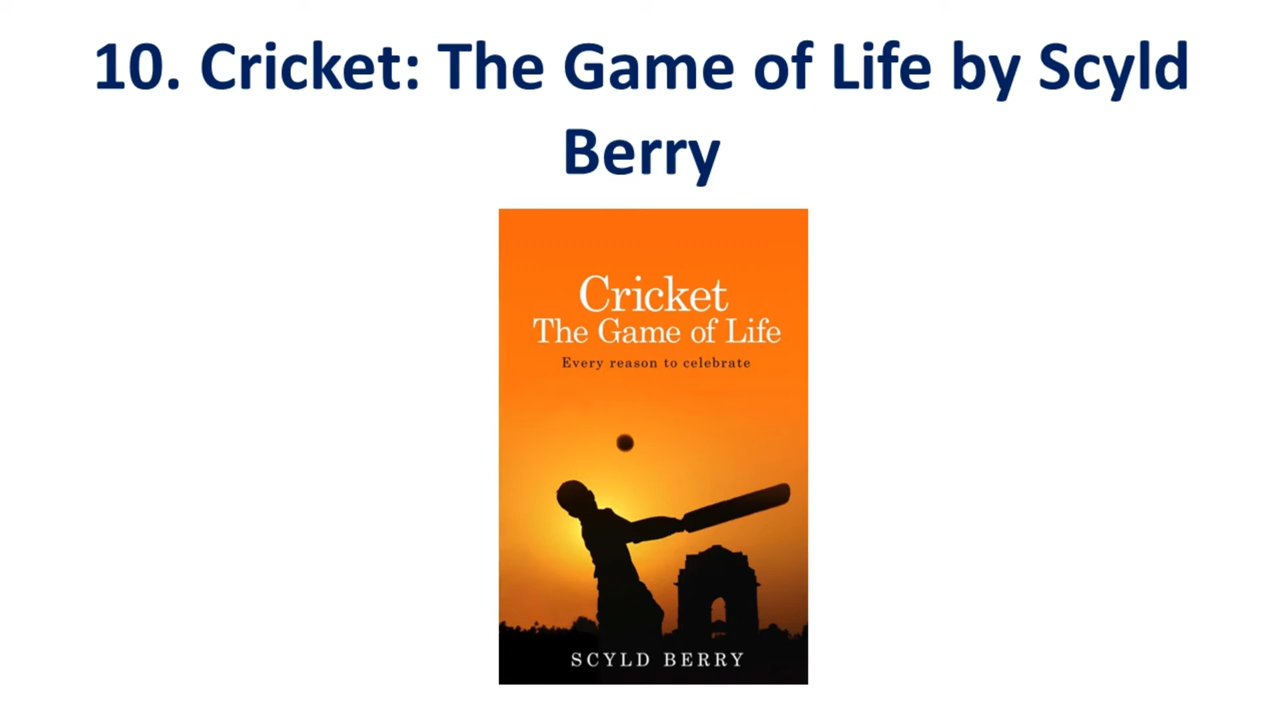 10. Cricket: The Game of Life by Scyld
Berry
Cricket
The Game of Life
Every reason to celebrate
SCYLD BERRY